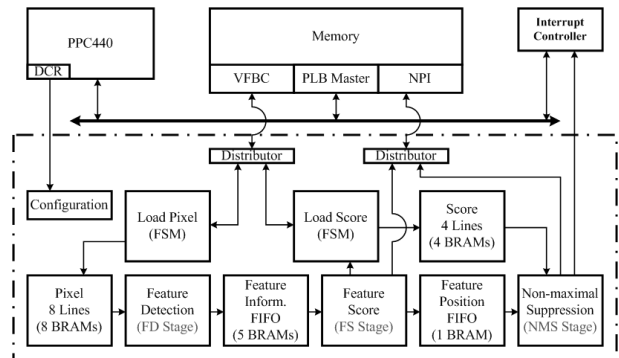 PPC440
DCR
Memory
VFBC
PLB Master
NPI
Interrupt
Controller
Distributor
Distributor
Configuration
Load Pixel
(FSM)
Load Score
(FSM)
Score
4 Lines
(4 BRAMs)
Pixel
8 Lines
(8 BRAMs)
Feature
Detection
(FD Stage)
Feature
Inform.
FIFO
(5 BRAMs)
Feature
Score
(FS Stage)
Feature
Position
FIFO
(1 BRAM)
Non-maximal
Suppression
(NMS Stage)